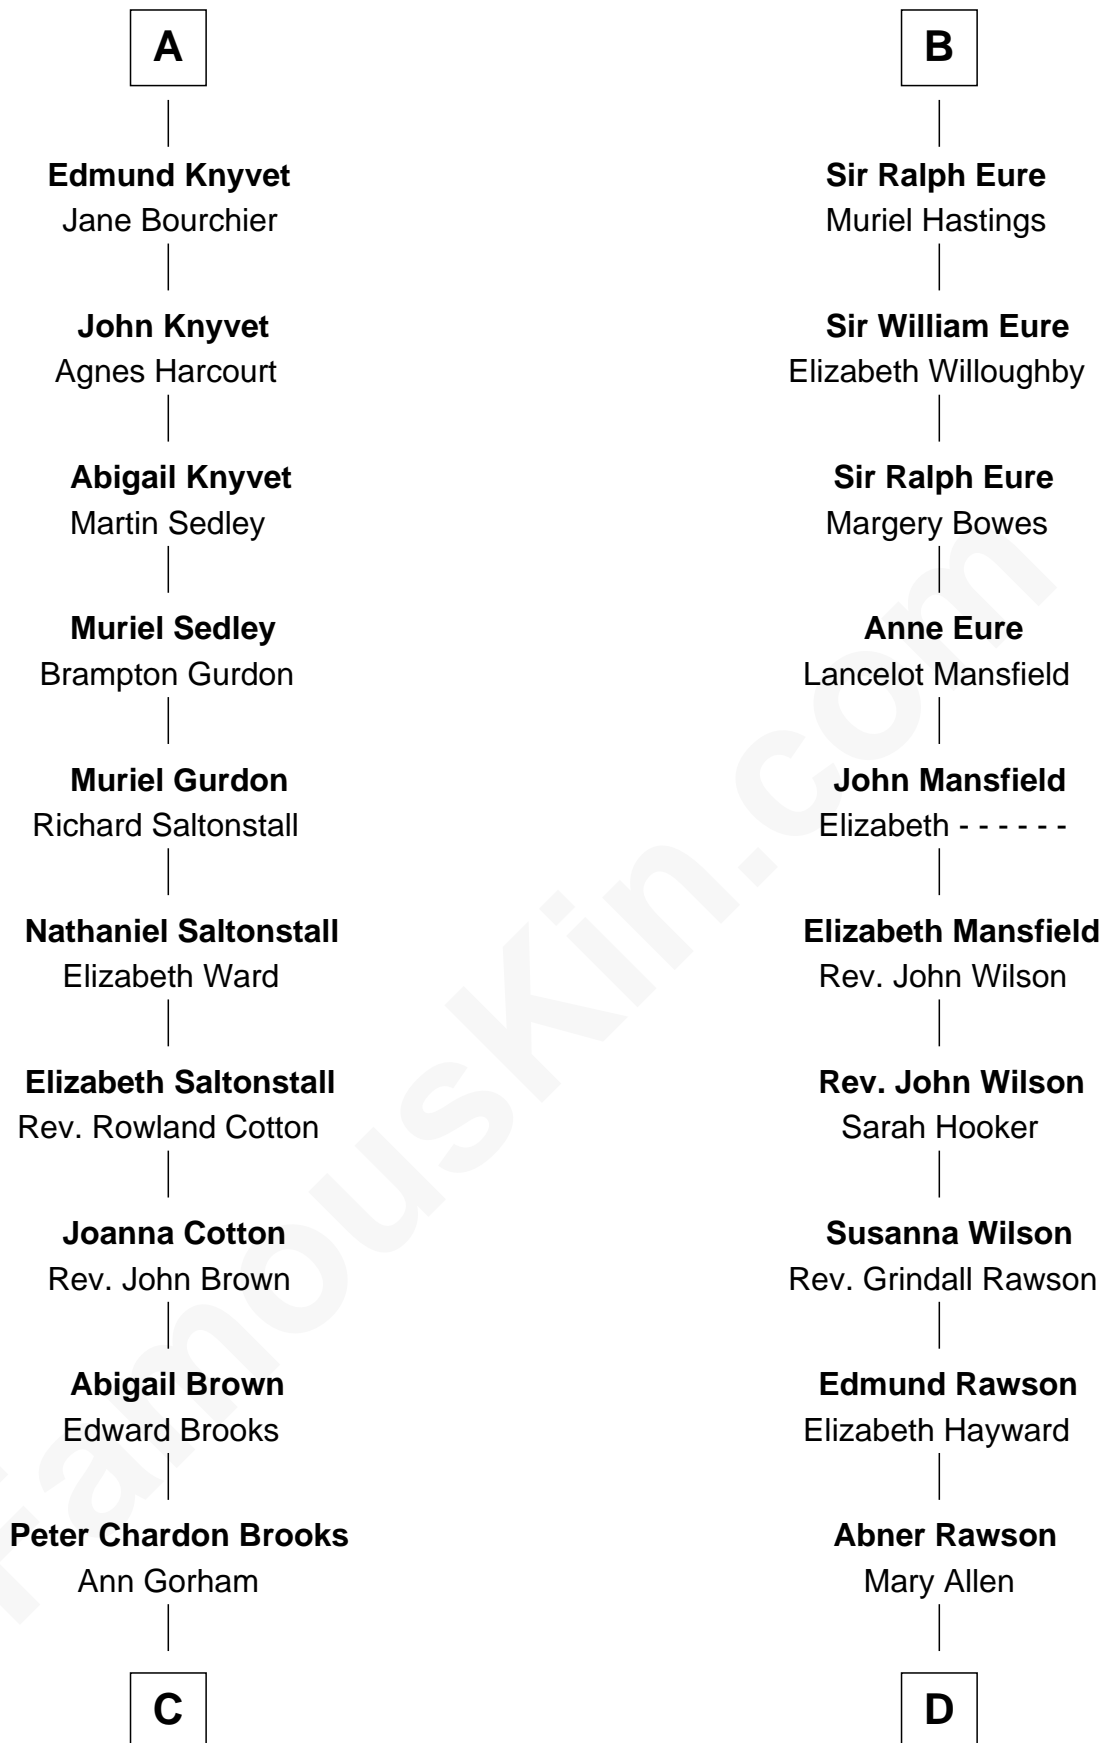 A
Edmund Knyvet
Jane Bourchier
John Knyvet
Agnes Harcourt
Abigail Knyvet
Martin Sedley
Muriel Sedley
Brampton Gurdon
Muriel Gurdon
Richard Saltonstall
Nathaniel Saltonstall
Elizabeth Ward
Elizabeth Saltonstall
Rev. Rowland Cotton
Joanna Cotton
Rev. John Brown
Abigail Brown
Edward Brooks
Peter Chardon Brooks
Ann Gorham
C
B
Sir Ralph Eure
Muriel Hastings
Sir William Eure
Elizabeth Willoughby
Sir Ralph Eure
Margery Bowes
Anne Eure
Lancelot Mansfield
John Mansfield
Elizabeth - - - - - -
Elizabeth Mansfield
Rev. John Wilson
Rev. John Wilson
Sarah Hooker
Susanna Wilson
Rev. Grindall Rawson
Edmund Rawson
Elizabeth Hayward
Abner Rawson
Mary Allen
D
FamousKin.com